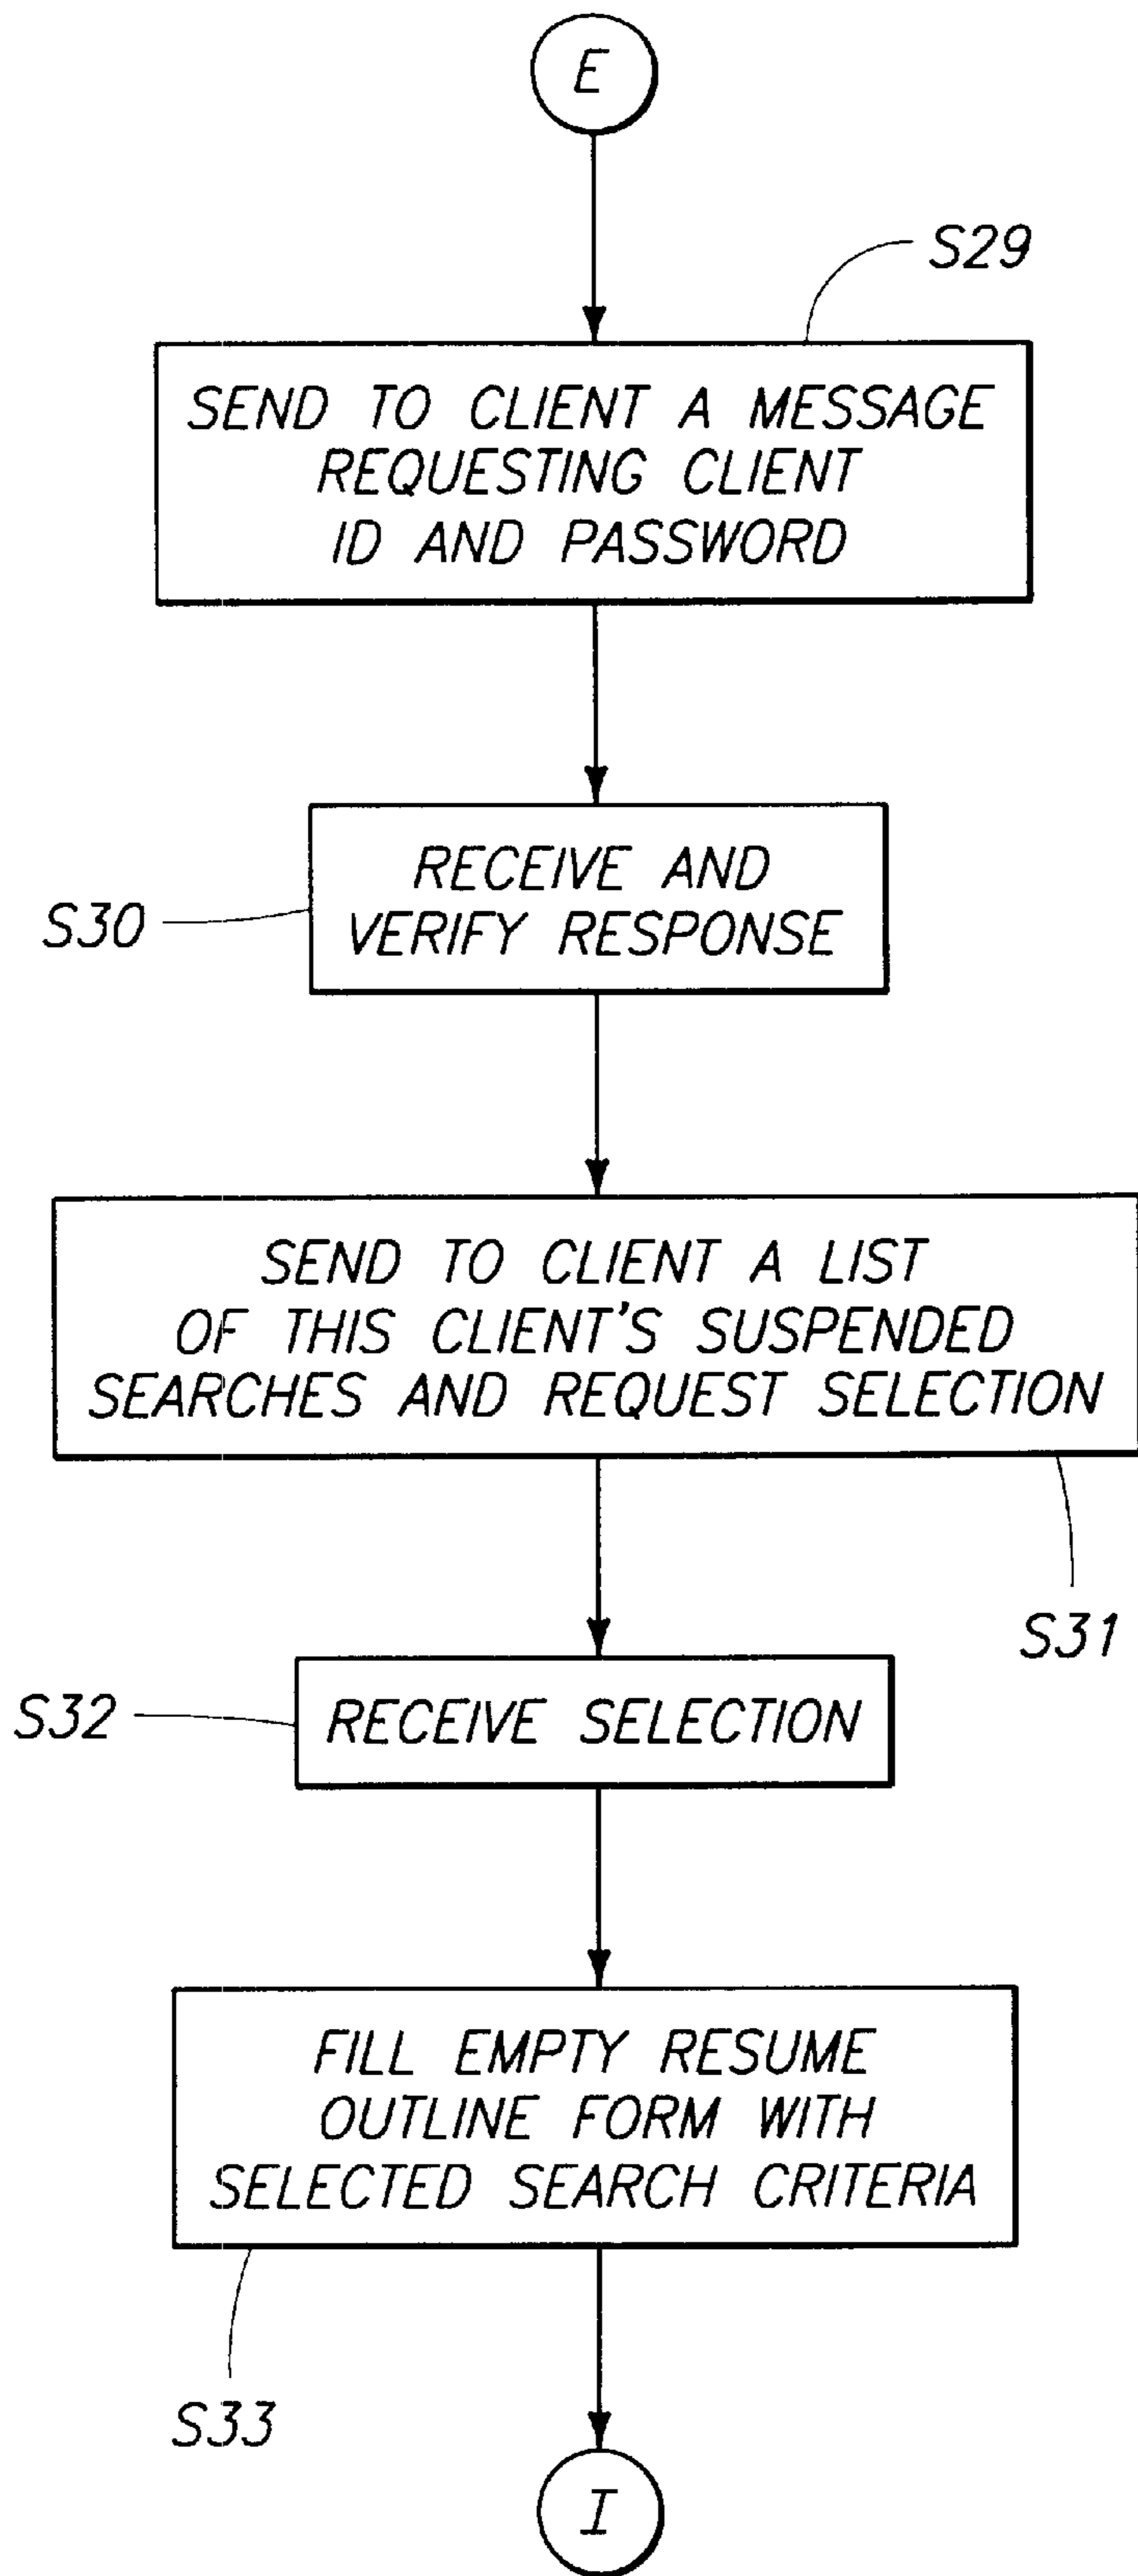 E
S29
SEND TO CLIENT A MESSAGE
REQUESTING CLIENT
ID AND PASSWORD
RECEIVE AND
VERIFY RESPONSE
S30
SEND TO CLIENT A LIST
OF THIS CLIENT'S SUSPENDED
SEARCHES AND REQUEST SELECTION
S31
S32
RECEIVE SELECTION
FILL EMPTY RESUME
OUTLINE FORM WITH
SELECTED SEARCH CRITERIA
S33
I